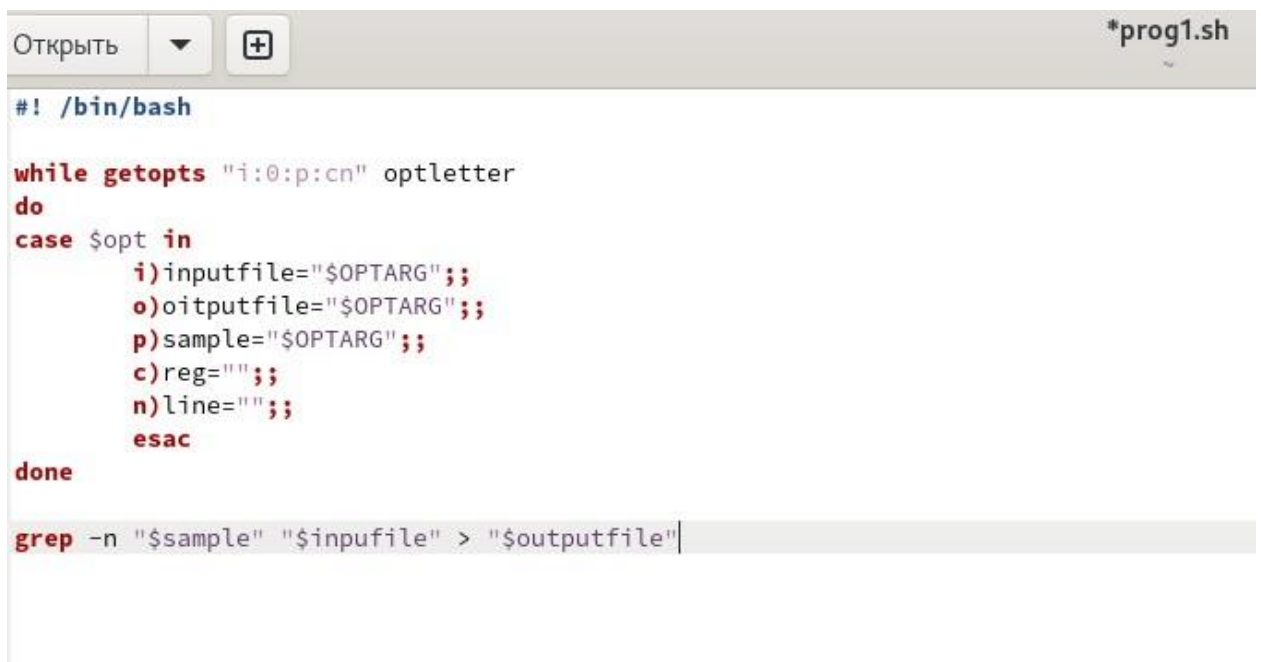 Открыть
*prog1.sh
~
#! /bin/bash
while getopts "i:0:p:cn" optletter
do
case $opt in
i)inputfile="$OPTARG";;
o)oitputfile="$OPTARG";;
p)sample="$OPTARG";;
c)reg="";;
n)line="";;
esac
done
grep -n "$sample" "$inpufile" > "$outputfile"